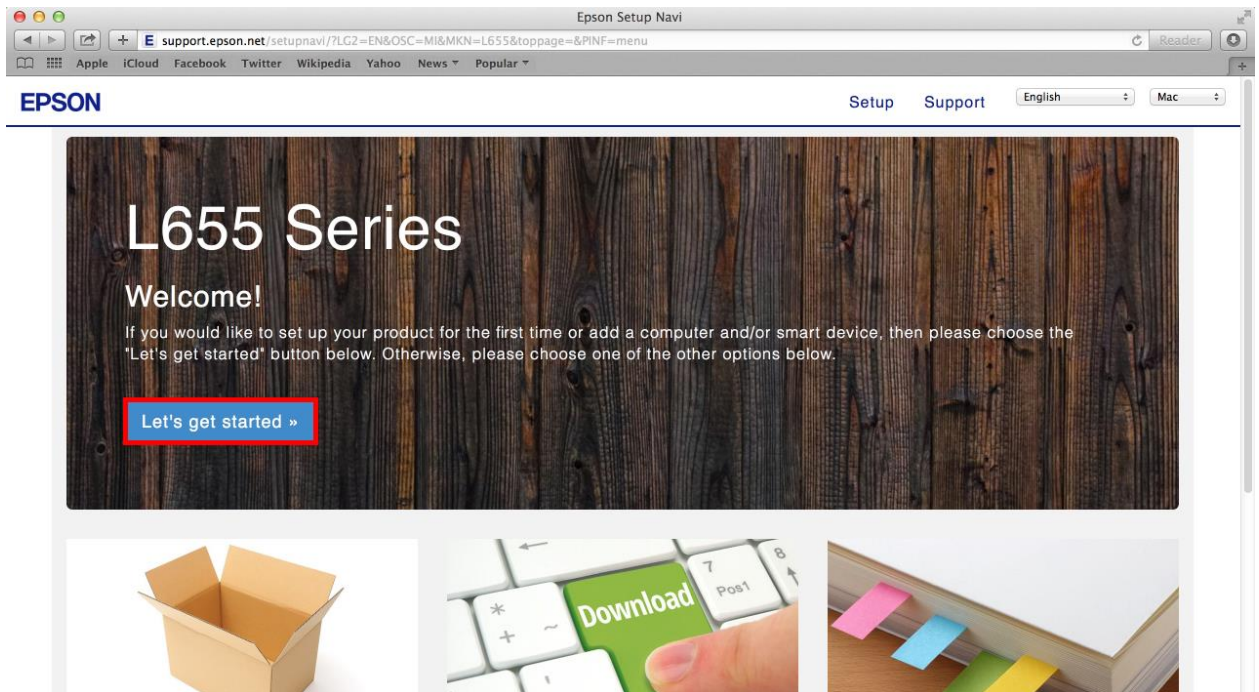 Epson Setup Navi
E support.epson.net/setupnavi/?LG2=EN&OSC=MI&MKN=L655&toppage=&PINF=menu
Reader
Apple iCloud Facebook Twitter Wikipedia Yahoo News Popular
EPSON Setup Support English Mac
L655 Series
Welcome!
If you would like to set up your product for the first time or add a computer and/or smart device, then please choose the
"Let's get started" button below. Otherwise, please choose one of the other options below.
Let's get started »
Download
7
Pos1
8
*
+ ~